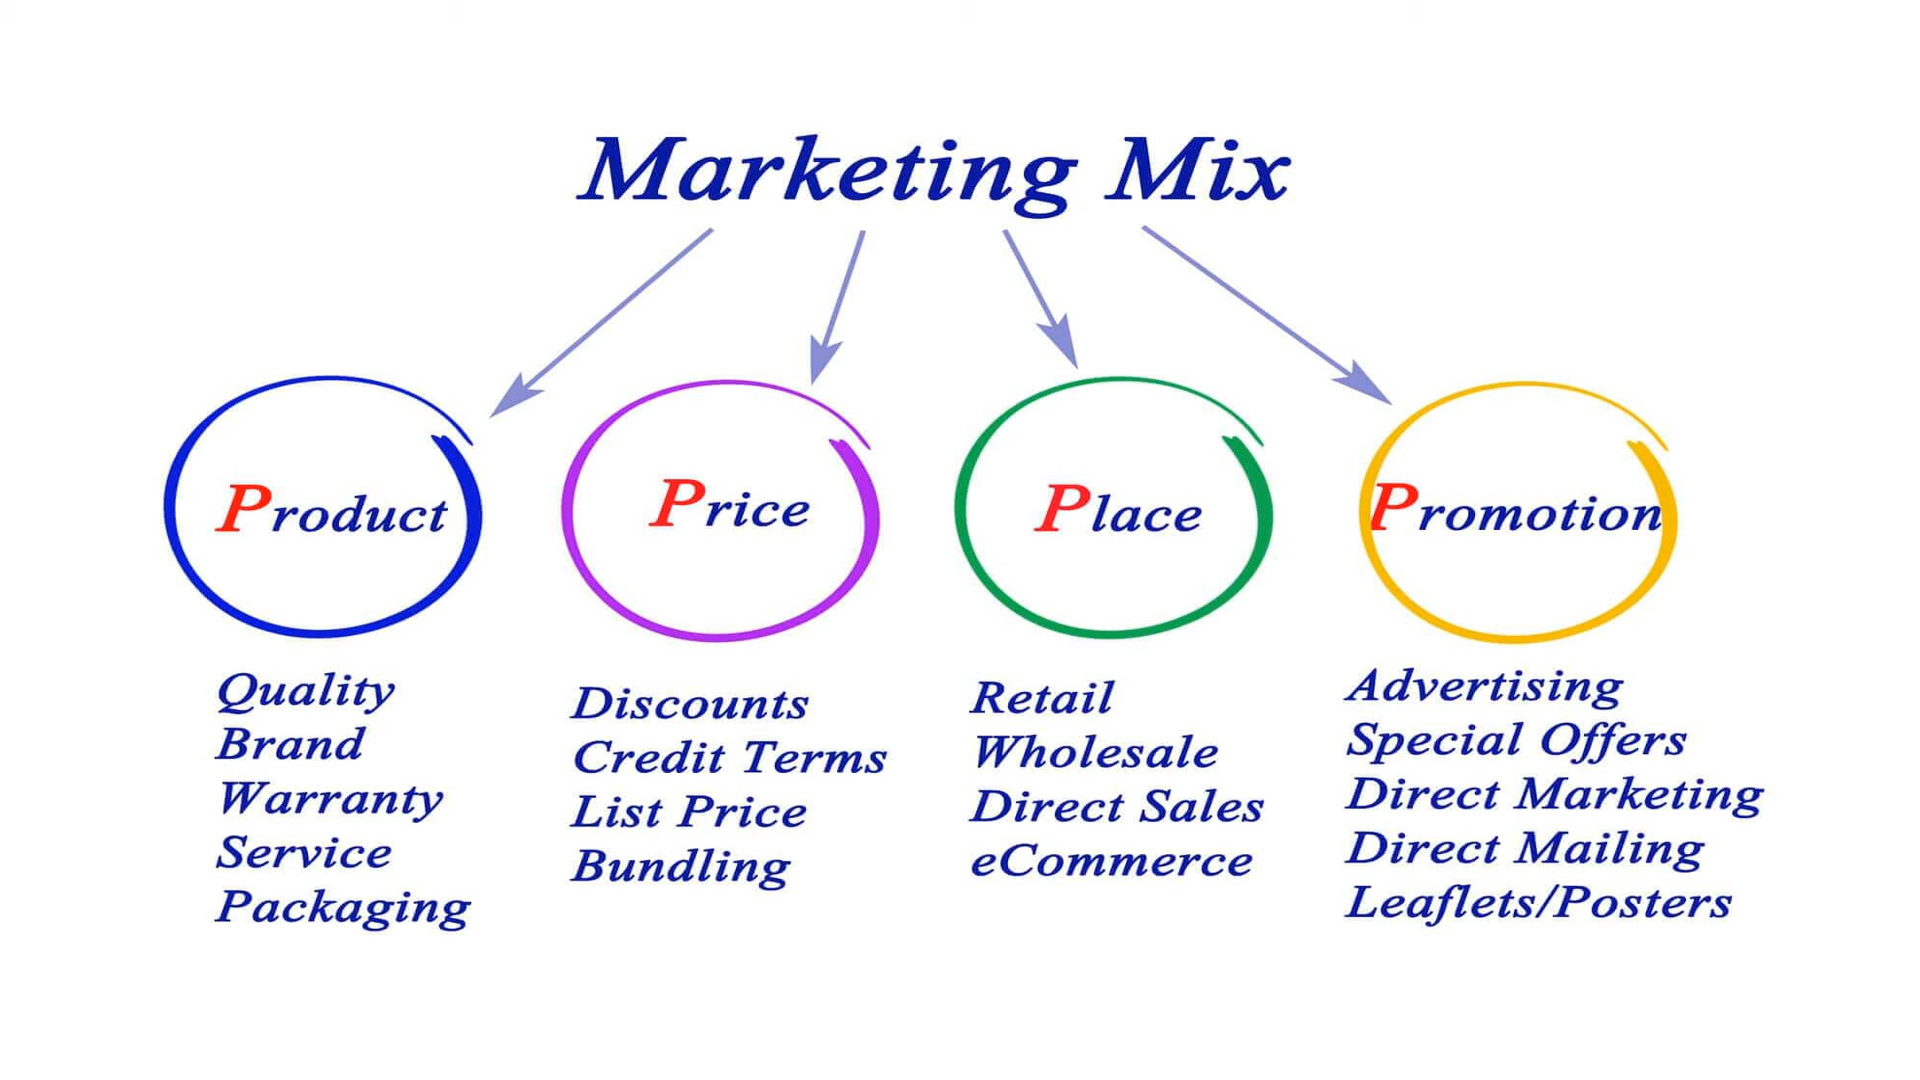 Marketing Mix
Product
Price
Place
Promotion
Quality
Brand
Warranty
Service
Packaging
Discounts
Credit Terms
List Price
Bundling
Retail
Wholesale
Direct Sales
eCommerce
Advertising
Special Offers
Direct Marketing
Direct Mailing
Leaflets/Posters